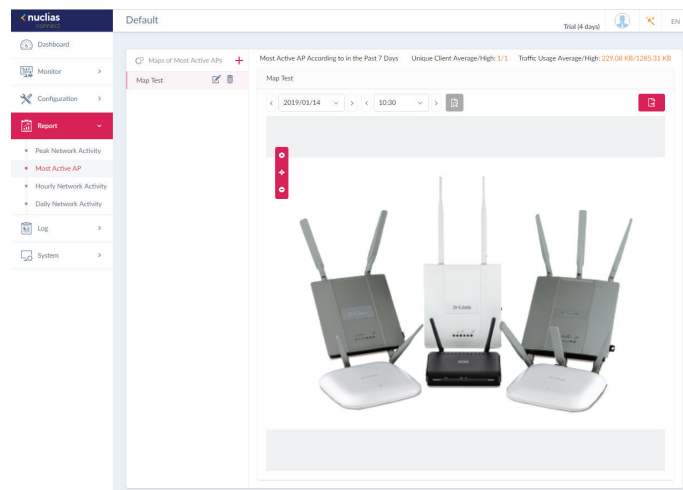 nuclias
connect
Default
Trial (4 days)
EN
Dashboard
Monitor
Configuration
Report
Peak Network Activity
Most Active AP
Hourly Network Activity
Daily Network Activity
Log
System
Maps of Most Active APs
Map Test
Most Active AP According to in the Past 7 Days Unique Client Average/High: 1/1 Traffic Usage Average/High: 229.08 KB/1285.31 KB
Map Test
2019/01/14 10:30
D-Link